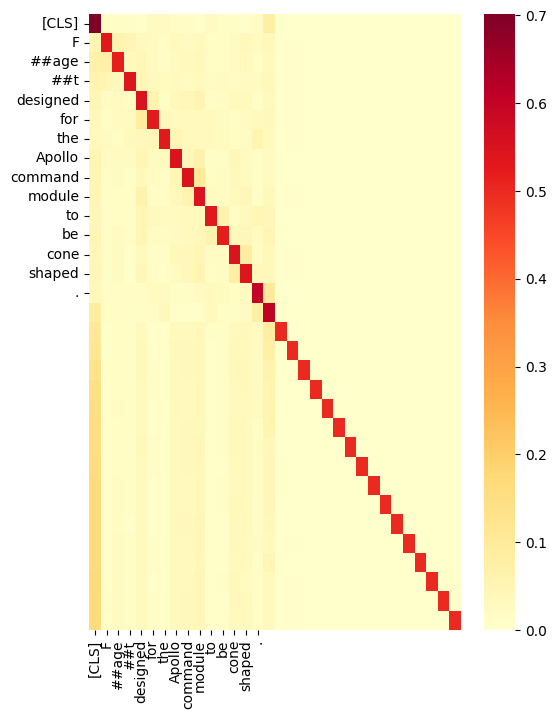 [CLS]
F
##age
##t
designed
for
the
Apollo
command
module
to
be
cone
shaped
.
0.7
0.6
0.5
0.4
0.3
0.2
0.1
0.0
[CLS]
F
##age
##t
designed
for
the
Apollo
command
module
to
be
cone
shaped
.